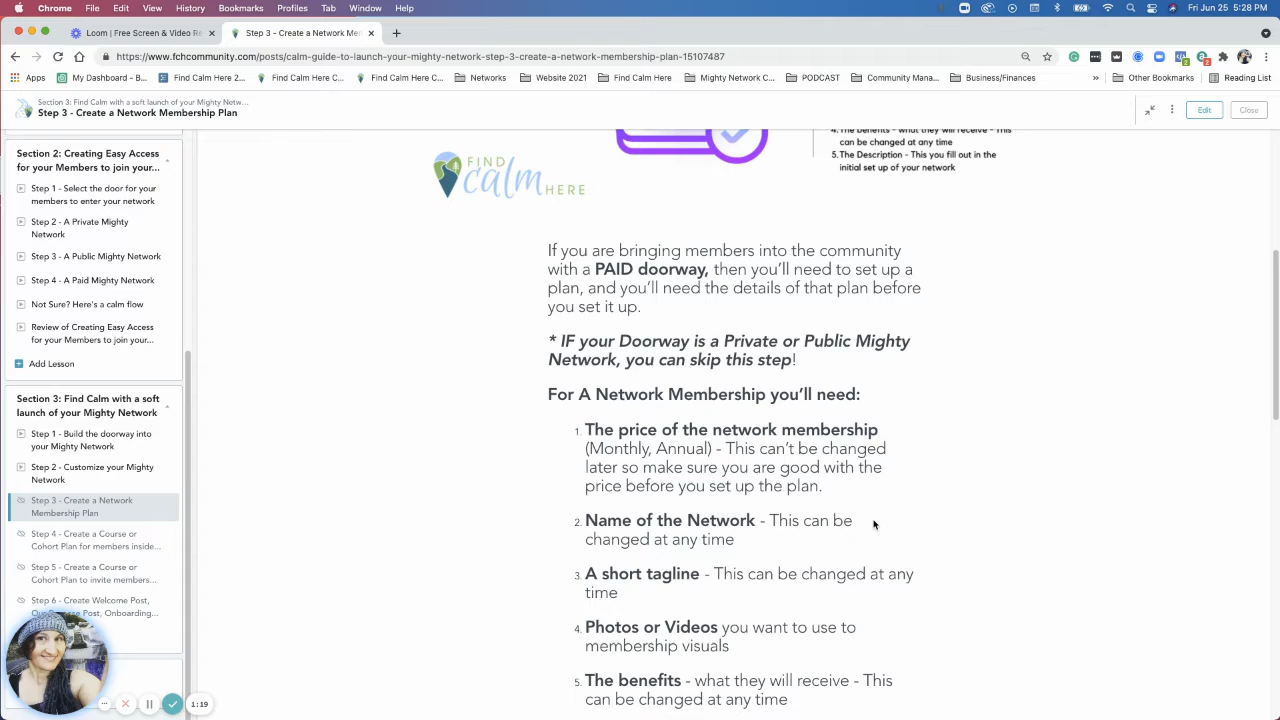 Chrome File Edit View History Bookmarks Profiles Tab Window Help Fri Jun 25 5:28 PM
Loom | Free Screen & Video Re × Step 3 - Create a Network Men × +
https://www.fchcommunity.com/posts/calm-guide-to-launch-your-mighty-network-step-3-create-a-network-membership-plan-15107487
Apps My Dashboard - B... Find Calm Here 2... Find Calm Here C... Find Calm Here C... Networks Website 2021 Find Calm Here Mighty Network C... PODCAST Community Mana... Business/Finances » Other Bookmarks Reading List
Section 3: Find Calm with a soft launch of your Mighty Netw...
Step 3 - Create a Network Membership Plan
Edit Close
Section 2: Creating Easy Access
for your Members to join your...
Step 1 - Select the door for your
members to enter your network
Step 2 - A Private Mighty
Network
Step 3 - A Public Mighty Network
Step 4 - A Paid Mighty Network
Not Sure? Here's a calm flow
Review of Creating Easy Access
for your Members to join your...
Add Lesson
Section 3: Find Calm with a soft
launch of your Mighty Network
Step 1 - Build the doorway into
your Mighty Network
Step 2 - Customize your Mighty
Network
Step 3 - Create a Network
Membership Plan
Step 4 - Create a Course or
Cohort Plan for members inside...
Step 5 - Create a Course or
Cohort Plan to invite members...
Step 6 - Create Welcome Post,
Post, Onboarding...
1:19
4. The benefits - what they will receive - This
can be changed at any time
5. The Description - This you fill out in the
initial set up of your network
FIND
calm HERE
If you are bringing members into the community
with a PAID doorway, then you'll need to set up a
plan, and you'll need the details of that plan before
you set it up.
* IF your Doorway is a Private or Public Mighty
Network, you can skip this step!
For A Network Membership you'll need:
1. The price of the network membership
(Monthly, Annual) - This can't be changed
later so make sure you are good with the
price before you set up the plan.
2. Name of the Network - This can be
changed at any time
3. A short tagline - This can be changed at any
time
4. Photos or Videos you want to use to
membership visuals
5. The benefits - what they will receive - This
can be changed at any time